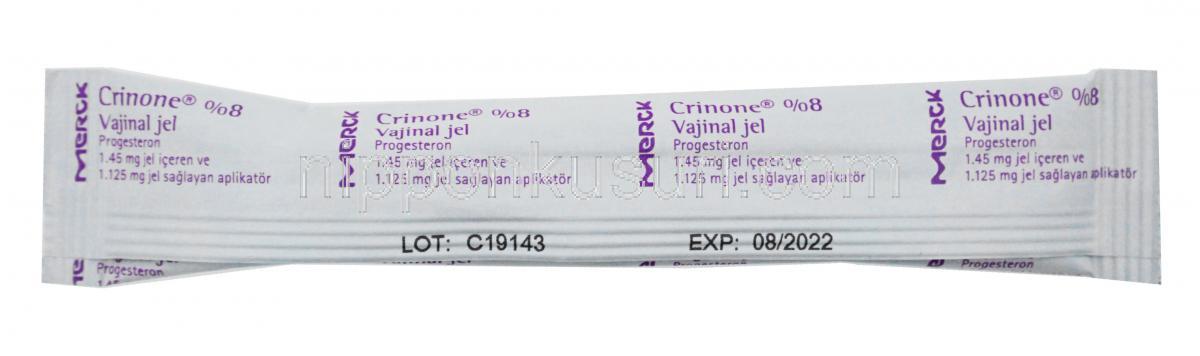 MERCK
Crinone® %8
Vajinal jel
Progesteron
1.45 mg jel içeren ve
1.125 mg jel sağlayan aplikatör
MERCK
Crinone® %8
Vajinal jel
Progesteron
1.45 mg jel içeren ve
1.125 mg jel sağlayan aplikatör
MERCK
Crinone® %8
Vajinal jel
Progesteron
1.45 mg jel içeren ve
1.125 mg jel sağlayan aplikatör
MERCK
Crinone® %8
Vajinal jel
Progesteron
1.45 mg jel içeren ve
1.125 mg jel sağlayan aplikatör
nipponkusuri.com
LOT: C19143 EXP: 08/2022
Progesteron
Progesteron